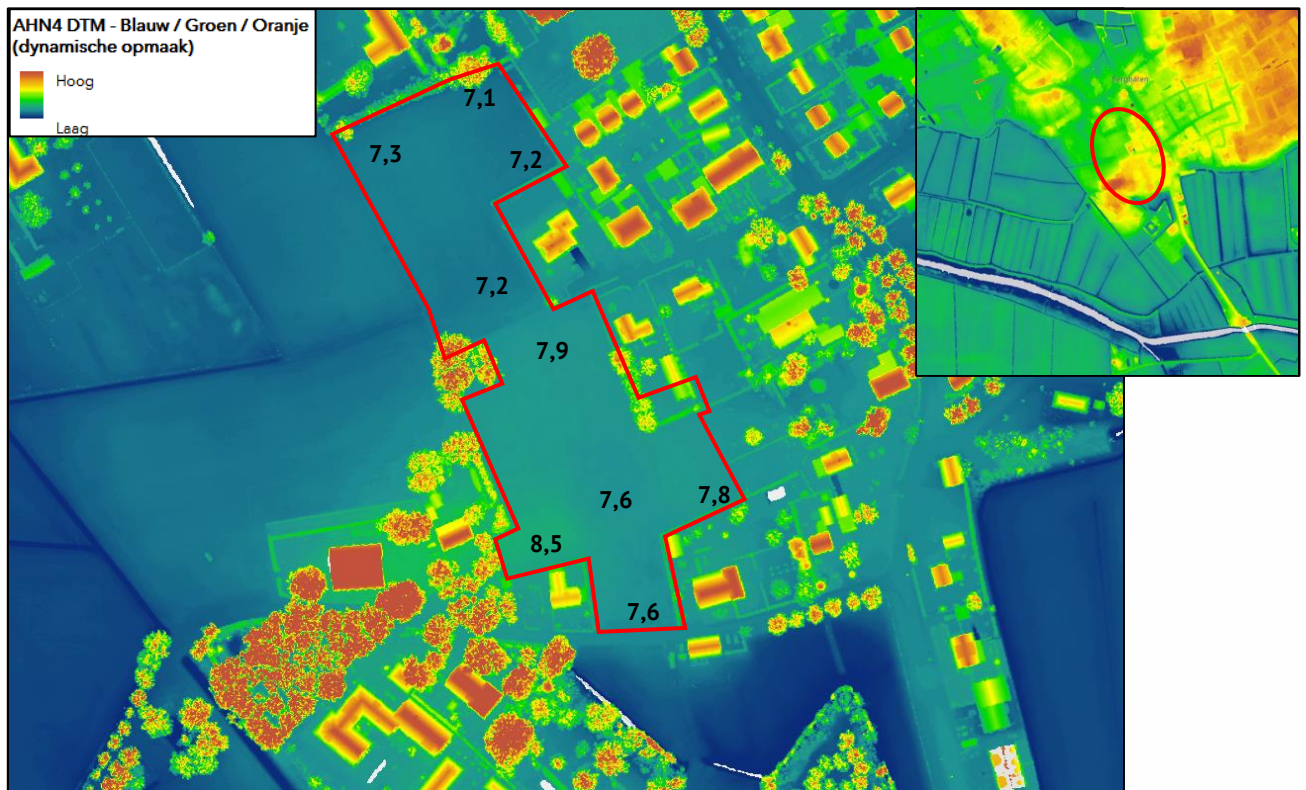 AHN4 DTM - Blauw / Groen / Oranje
(dynamische opmaak)
Hoog
Laag
7,1
7,3
7,2
7,2
7,9
7,6
7,8
8,5
7,6